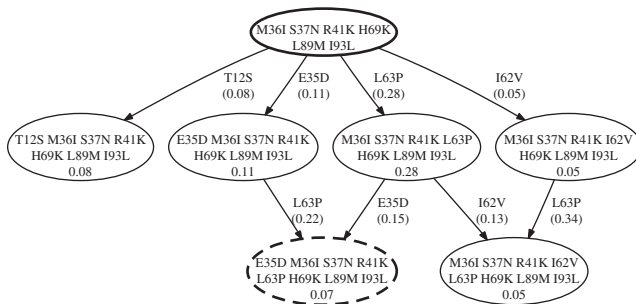 M36I S37N R41K H69K
L89M I93L
T12S
(0.08)
E35D
(0.11)
L63P
(0.28)
I62V
(0.05)
T12S M36I S37N R41K
H69K L89M I93L
0.08
E35D M36I S37N R41K
H69K L89M I93L
0.11
M36I S37N R41K L63P
H69K L89M I93L
0.28
M36I S37N R41K I62V
H69K L89M I93L
0.05
L63P
(0.22)
E35D
(0.15)
I62V
(0.13)
L63P
(0.34)
E35D M36I S37N R41K
L63P H69K L89M I93L
0.07
M36I S37N R41K I62V
L63P H69K L89M I93L
0.05